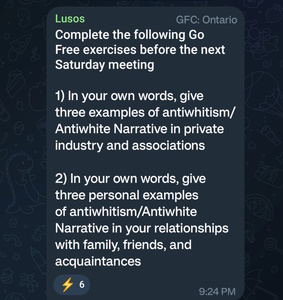 Lusos GFC: Ontario
Complete the following Go
Free exercises before the next
Saturday meeting
1) In your own words, give
three examples of antiwhitism/
Antiwhite Narrative in private
industry and associations
2) In your own words, give
three personal examples
of antiwhitism/Antiwhite
Narrative in your relationships
with family, friends, and
acquaintances
6
9:24 PM